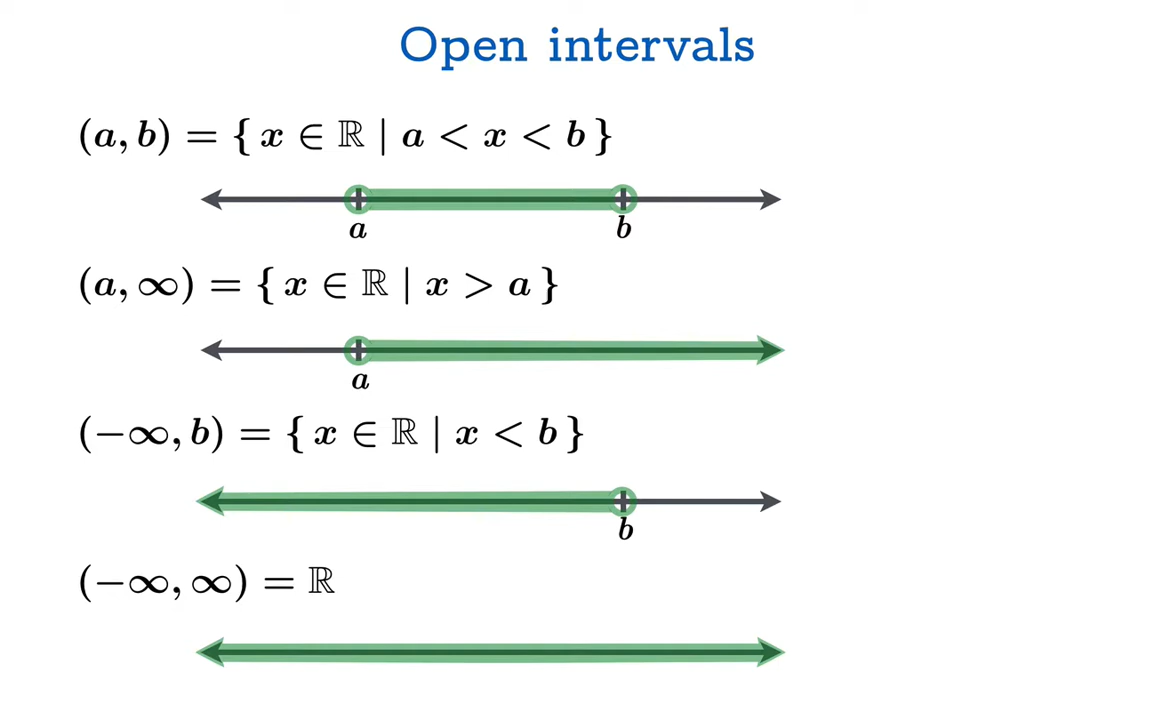 Open intervals
(a, b) = { x ∈ ℝ | a < x < b }
a b
(a, ∞) = { x ∈ ℝ | x > a }
a
(−∞, b) = { x ∈ ℝ | x < b }
b
(−∞, ∞) = ℝ